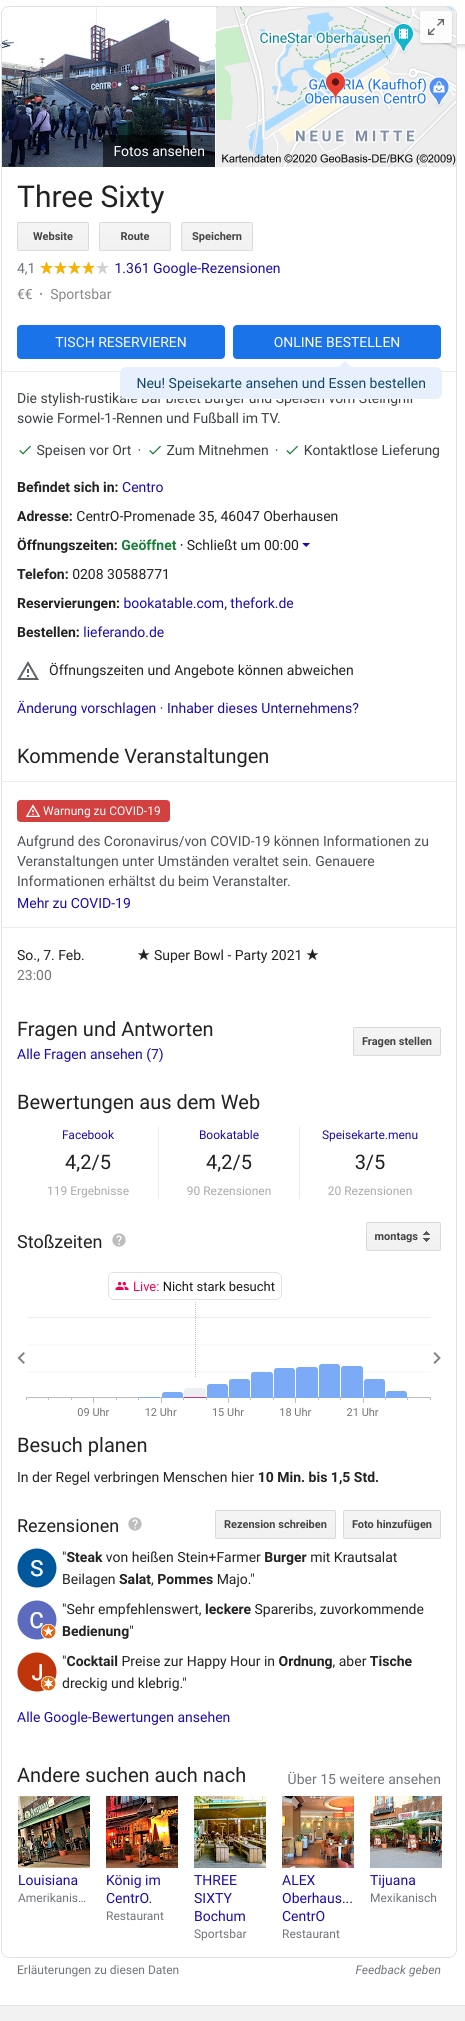 CENTRO
Fotos ansehen
CineStar Oberhausen
GALERIA (Kaufhof)
Oberhausen CentrO
NEUE MITTE
Kartendaten ©2020 GeoBasis-DE/BKG (©2009)
Three Sixty
Website Route Speichern
4,1 1.361 Google-Rezensionen
€€ · Sportsbar
TISCH RESERVIEREN ONLINE BESTELLEN
Neu! Speisekarte ansehen und Essen bestellen
Die stylish-rustikale Bar bietet Burger und Speisen vom Steingrill
sowie Formel-1-Rennen und Fußball im TV.
✓ Speisen vor Ort · ✓ Zum Mitnehmen · ✓ Kontaktlose Lieferung
Befindet sich in: Centro
Adresse: CentrO-Promenade 35, 46047 Oberhausen
Öffnungszeiten: Geöffnet · Schließt um 00:00
Telefon: 0208 30588771
Reservierungen: bookatable.com, thefork.de
Bestellen: lieferando.de
Öffnungszeiten und Angebote können abweichen
Änderung vorschlagen · Inhaber dieses Unternehmens?
Kommende Veranstaltungen
Warnung zu COVID-19
Aufgrund des Coronavirus/von COVID-19 können Informationen zu
Veranstaltungen unter Umständen veraltet sein. Genauere
Informationen erhältst du beim Veranstalter.
Mehr zu COVID-19
So., 7. Feb. ★ Super Bowl - Party 2021 ★
23:00
Fragen und Antworten
Alle Fragen ansehen (7)
Fragen stellen
Bewertungen aus dem Web
Facebook Bookatable Speisekarte.menu
4,2/5 4,2/5 3/5
119 Ergebnisse 90 Rezensionen 20 Rezensionen
Stoßzeiten ? montags
Live: Nicht stark besucht
09 Uhr 12 Uhr 15 Uhr 18 Uhr 21 Uhr
Besuch planen
In der Regel verbringen Menschen hier 10 Min. bis 1,5 Std.
Rezensionen ? Rezension schreiben Foto hinzufügen
S
"Steak von heißen Stein+Farmer Burger mit Krautsalat
Beilagen Salat, Pommes Majo."
C
"Sehr empfehlenswert, leckere Spareribs, zuvorkommende
Bedienung"
J
"Cocktail Preise zur Happy Hour in Ordnung, aber Tische
dreckig und klebrig."
Alle Google-Bewertungen ansehen
Andere suchen auch nach Über 15 weitere ansehen
Louisiana
Amerikanis...
König im
CentrO.
Restaurant
THREE
SIXTY
Bochum
Sportsbar
ALEX
Oberhaus...
CentrO
Restaurant
Tijuana
Mexikanisch
Erläuterungen zu diesen Daten Feedback geben